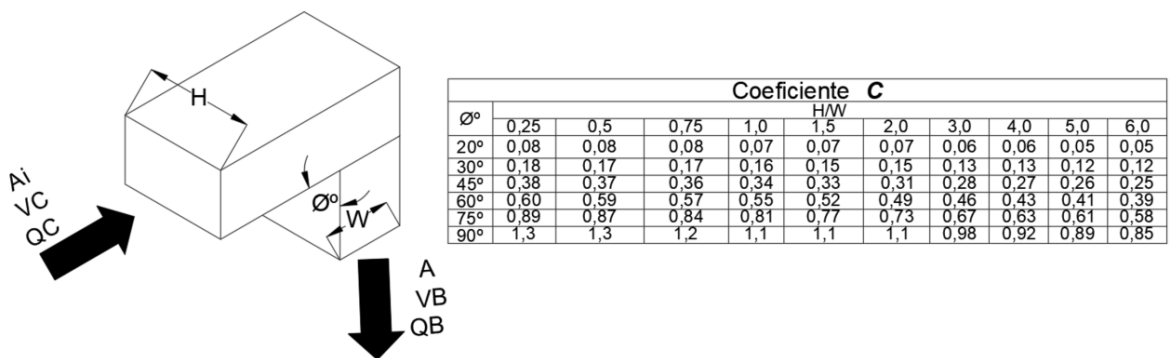 H
Ai
VC
QC
Ø°
W
A
VB
QB
Coeficiente C
Ø° H/W
0,25 0,5 0,75 1,0 1,5 2,0 3,0 4,0 5,0 6,0
20° 0,08 0,08 0,08 0,07 0,07 0,07 0,06 0,06 0,05 0,05
30° 0,18 0,17 0,17 0,16 0,15 0,15 0,13 0,13 0,12 0,12
45° 0,38 0,37 0,36 0,34 0,33 0,31 0,28 0,27 0,26 0,25
60° 0,60 0,59 0,57 0,55 0,52 0,49 0,46 0,43 0,41 0,39
75° 0,89 0,87 0,84 0,81 0,77 0,73 0,67 0,63 0,61 0,58
90° 1,3 1,3 1,2 1,1 1,1 1,1 0,98 0,92 0,89 0,85